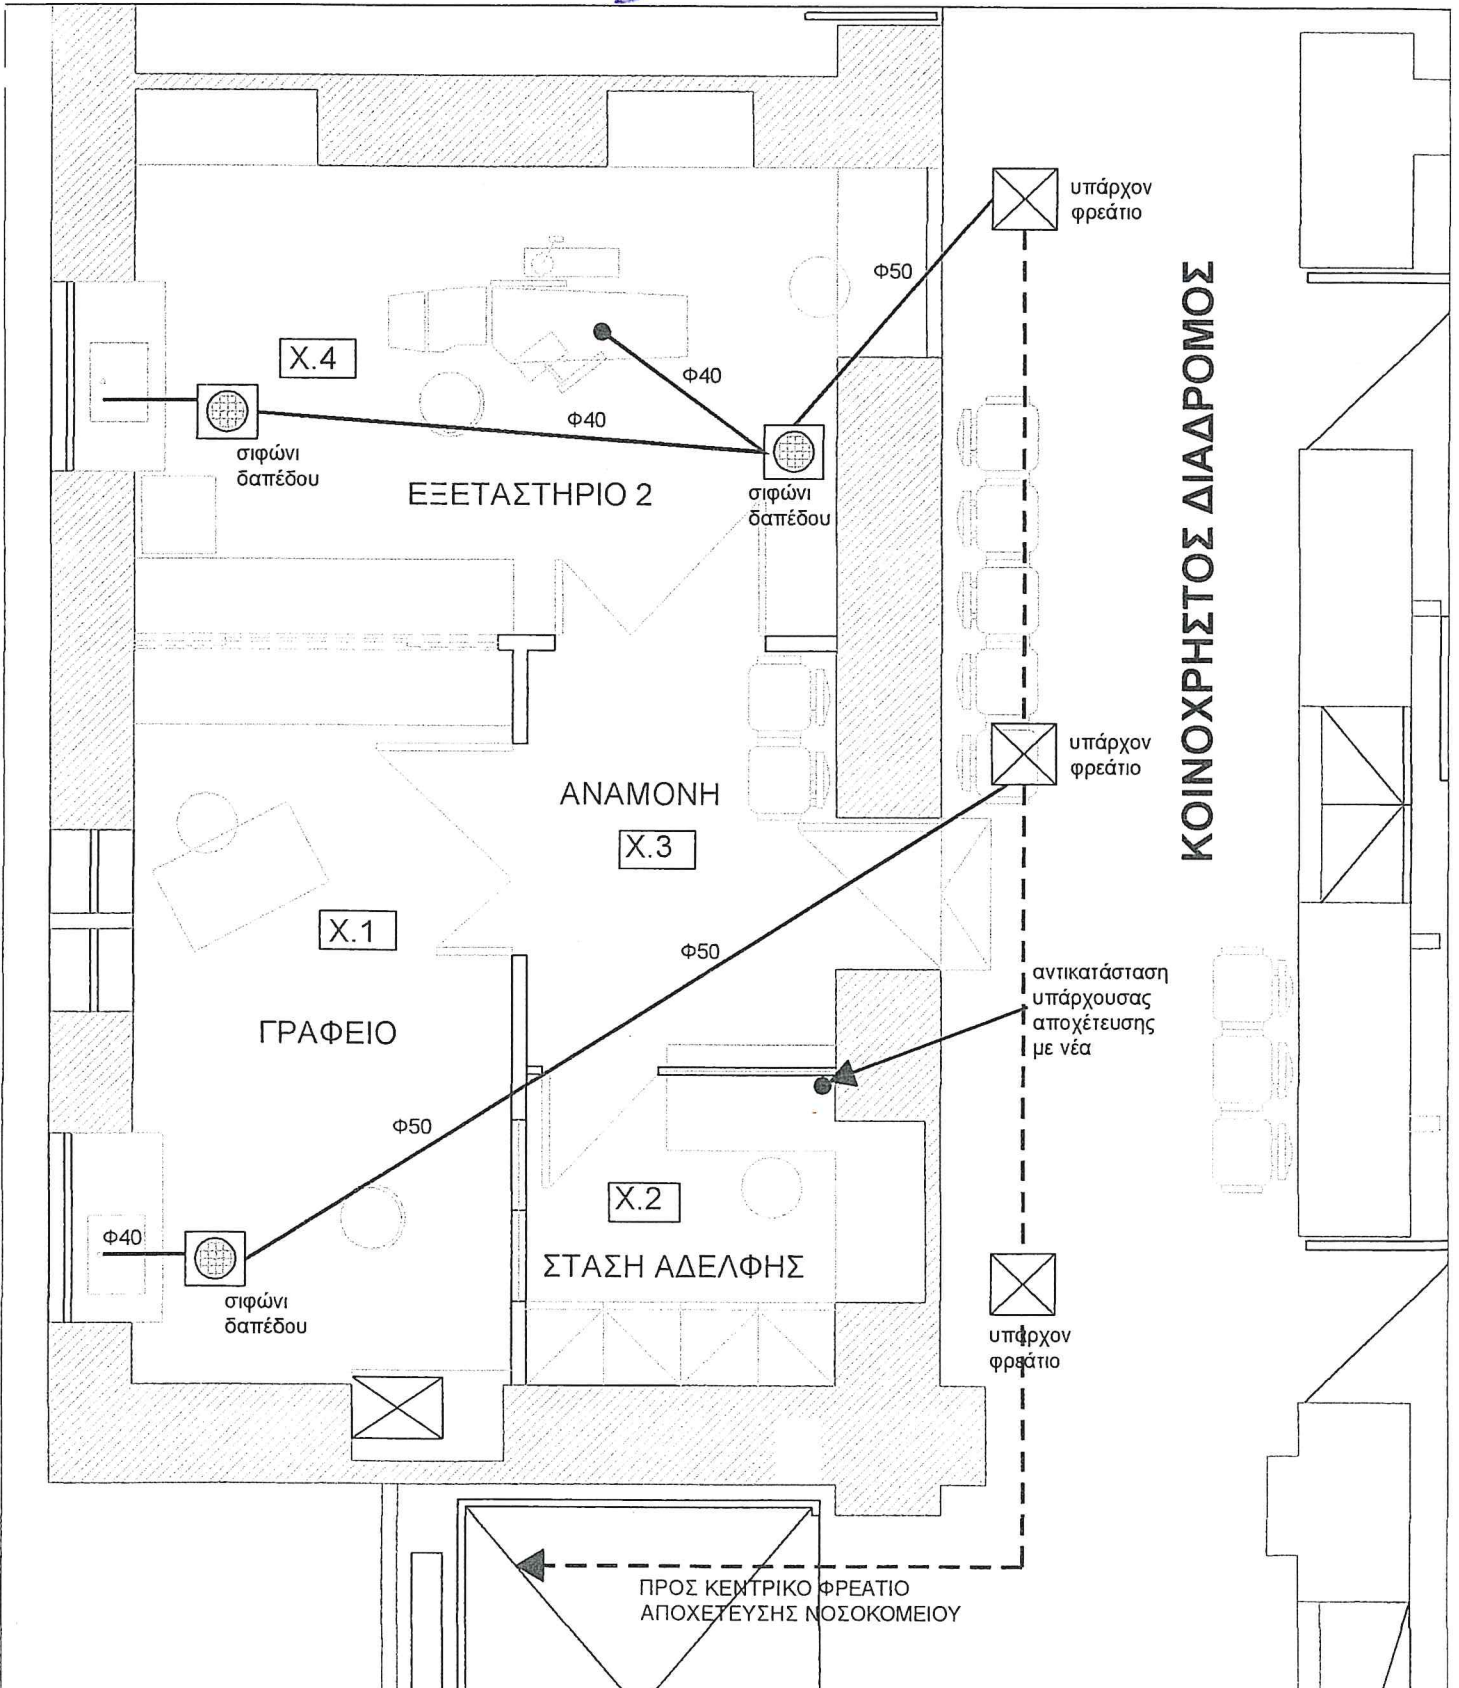 υπάρχον
φρεάτιο
Φ50
Χ.4
Φ40
Φ40
σιφώνι
δαπέδου
ΕΞΕΤΑΣΤΗΡΙΟ 2
σιφώνι
δαπέδου
ΚΟΙΝΟΧΡΗΣΤΟΣ ΔΙΑΔΡΟΜΟΣ
υπάρχον
φρεάτιο
ΑΝΑΜΟΝΗ
Χ.3
Χ.1
Φ50
αντικατάσταση
υπάρχουσας
αποχέτευσης
με νέα
ΓΡΑΦΕΙΟ
Φ50
Χ.2
Φ40
ΣΤΑΣΗ ΑΔΕΛΦΗΣ
σιφώνι
δαπέδου
υπάρχον
φρεάτιο
ΠΡΟΣ ΚΕΝΤΡΙΚΟ ΦΡΕΑΤΙΟ
ΑΠΟΧΕΤΕΥΣΗΣ ΝΟΣΟΚΟΜΕΙΟΥ